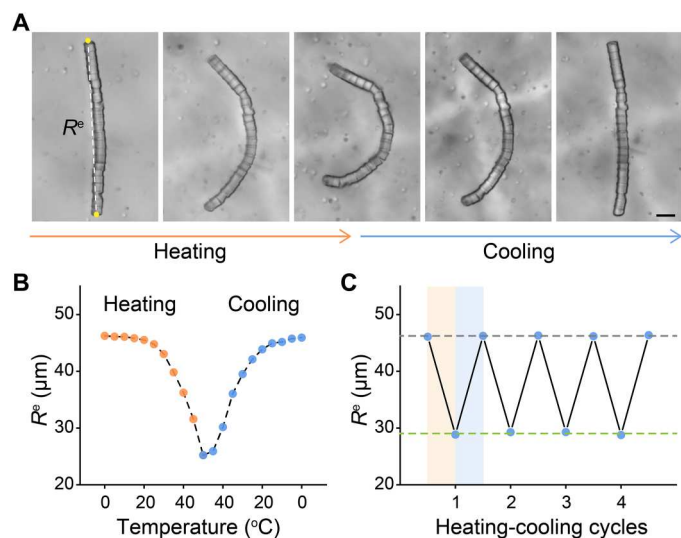 A
Rᵉ
Heating
Cooling
B
C
Heating
Cooling
50
40
30
20
Rᵉ (μm)
0
20
40
40
20
0
Temperature (°C)
50
40
30
20
Rᵉ (μm)
1
2
3
4
Heating-cooling cycles